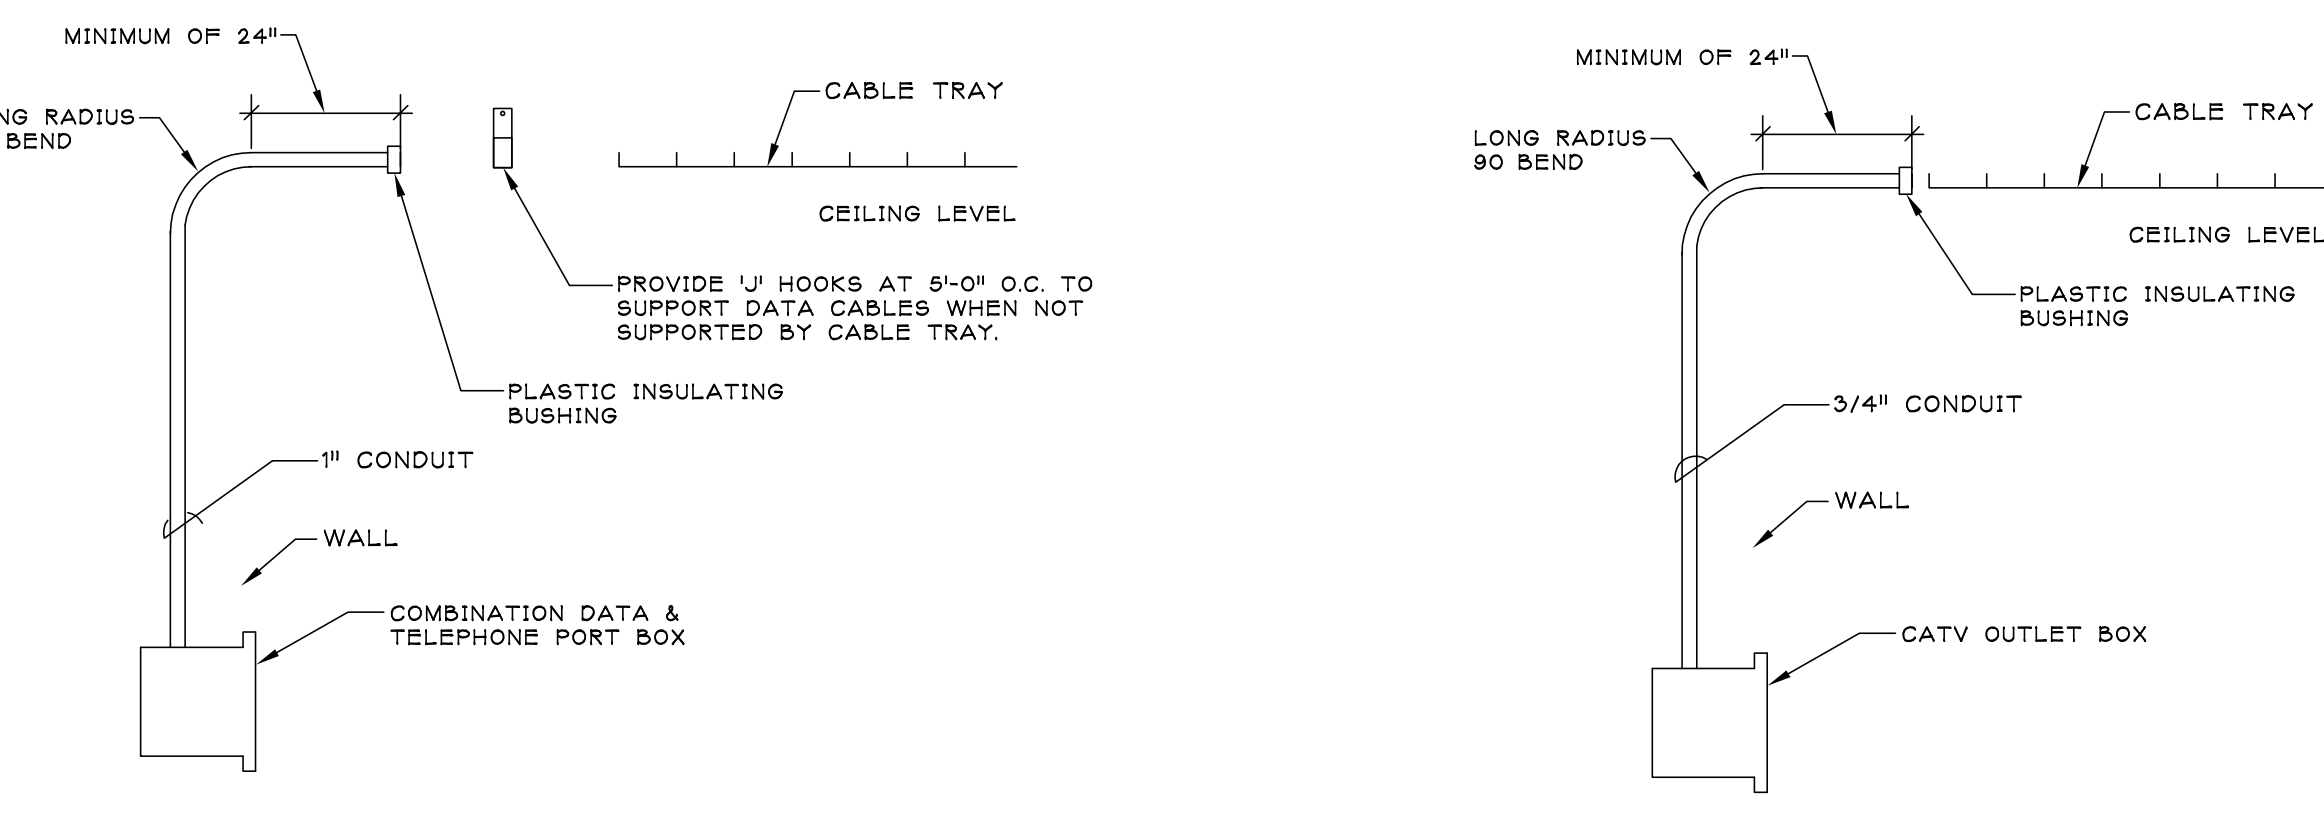 MINIMUM OF 24"
NG RADIUS
BEND
CABLE TRAY
CEILING LEVEL
PROVIDE 'J' HOOKS AT 5'-0" O.C. TO
SUPPORT DATA CABLES WHEN NOT
SUPPORTED BY CABLE TRAY.
PLASTIC INSULATING
BUSHING
1" CONDUIT
WALL
COMBINATION DATA &
TELEPHONE PORT BOX
MINIMUM OF 24"
LONG RADIUS
90 BEND
CABLE TRAY
CEILING LEVEL
PLASTIC INSULATING
BUSHING
3/4" CONDUIT
WALL
CATV OUTLET BOX